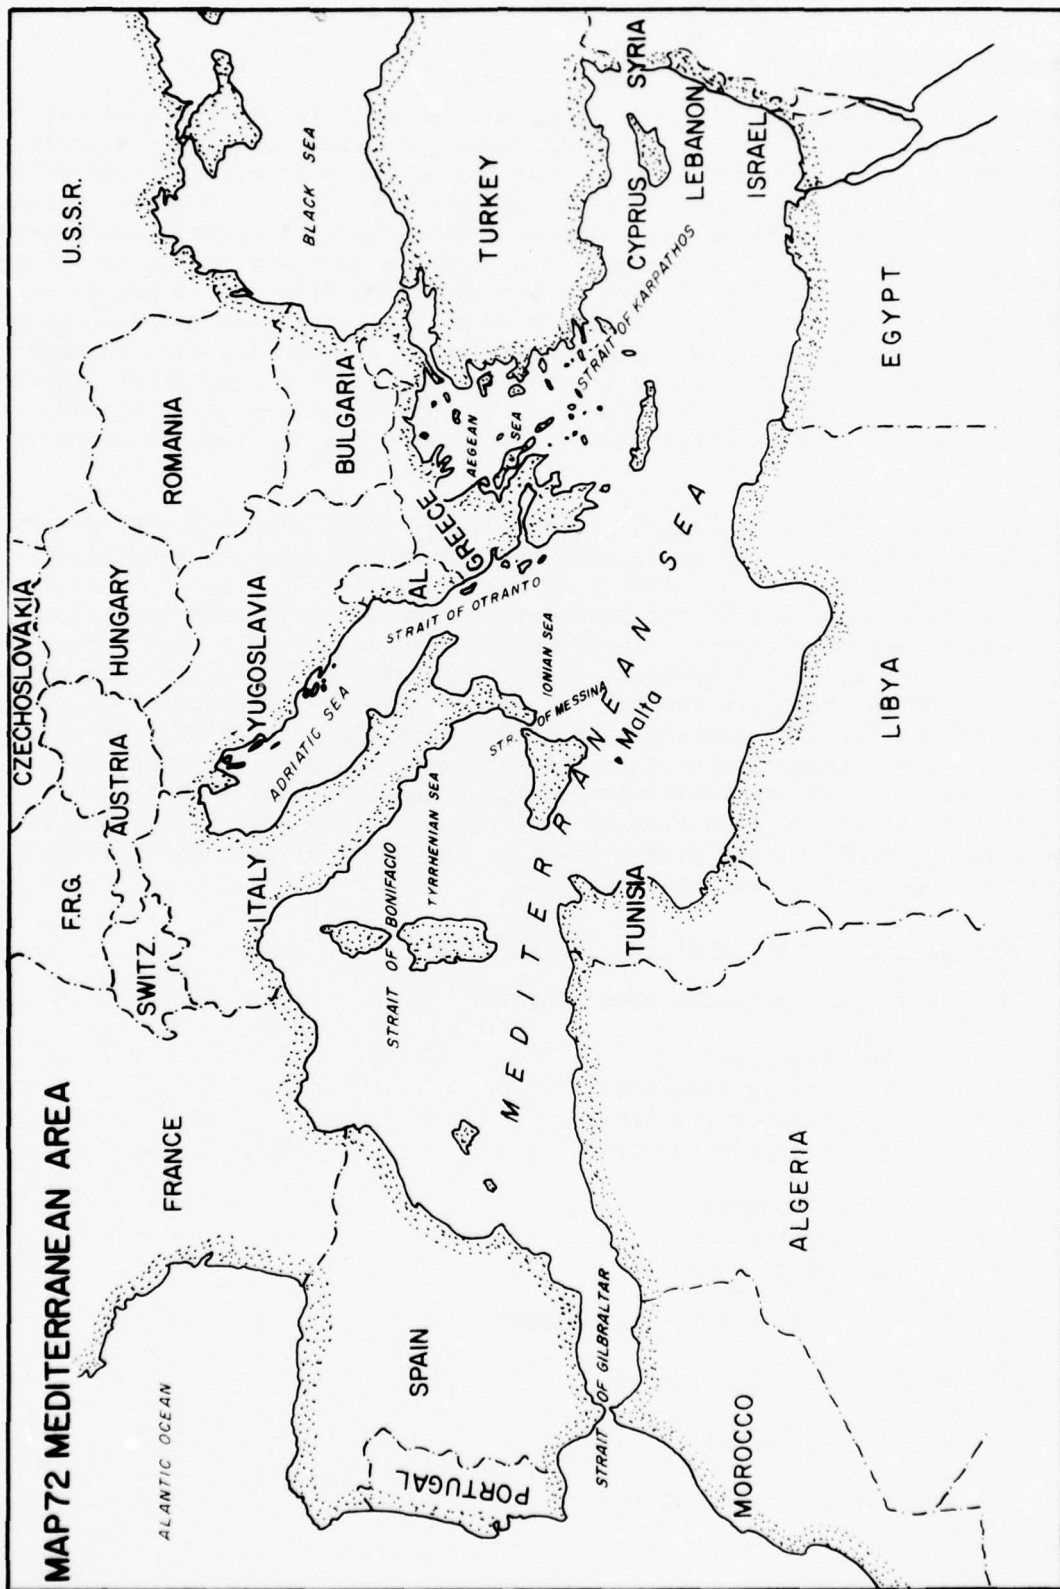 MAP72 MEDITERRANEAN AREA
U.S.S.R.
CZECHOSLOVAKIA
F.R.G.
AUSTRIA
HUNGARY
ROMANIA
SWITZ.
FRANCE
ALANTIC OCEAN
ITALY
YUGOSLAVIA
BULGARIA
BLACK SEA
ADRIATIC SEA
AL.
GREECE
TURKEY
AEGEAN
SEA
STRAIT OF
BONIFACIO
TYRRHENIAN SEA
STRAIT OF OTRANTO
IONIAN SEA
STR. OF MESSINA
STRAIT OF KARPATHOS
CYPRUS
SYRIA
LEBANON
ISRAEL
PORTUGAL
SPAIN
STRAIT OF GILBRALTAR
MEDITERRANEAN SEA
Malta
MOROCCO
ALGERIA
TUNISIA
LIBYA
EGYPT